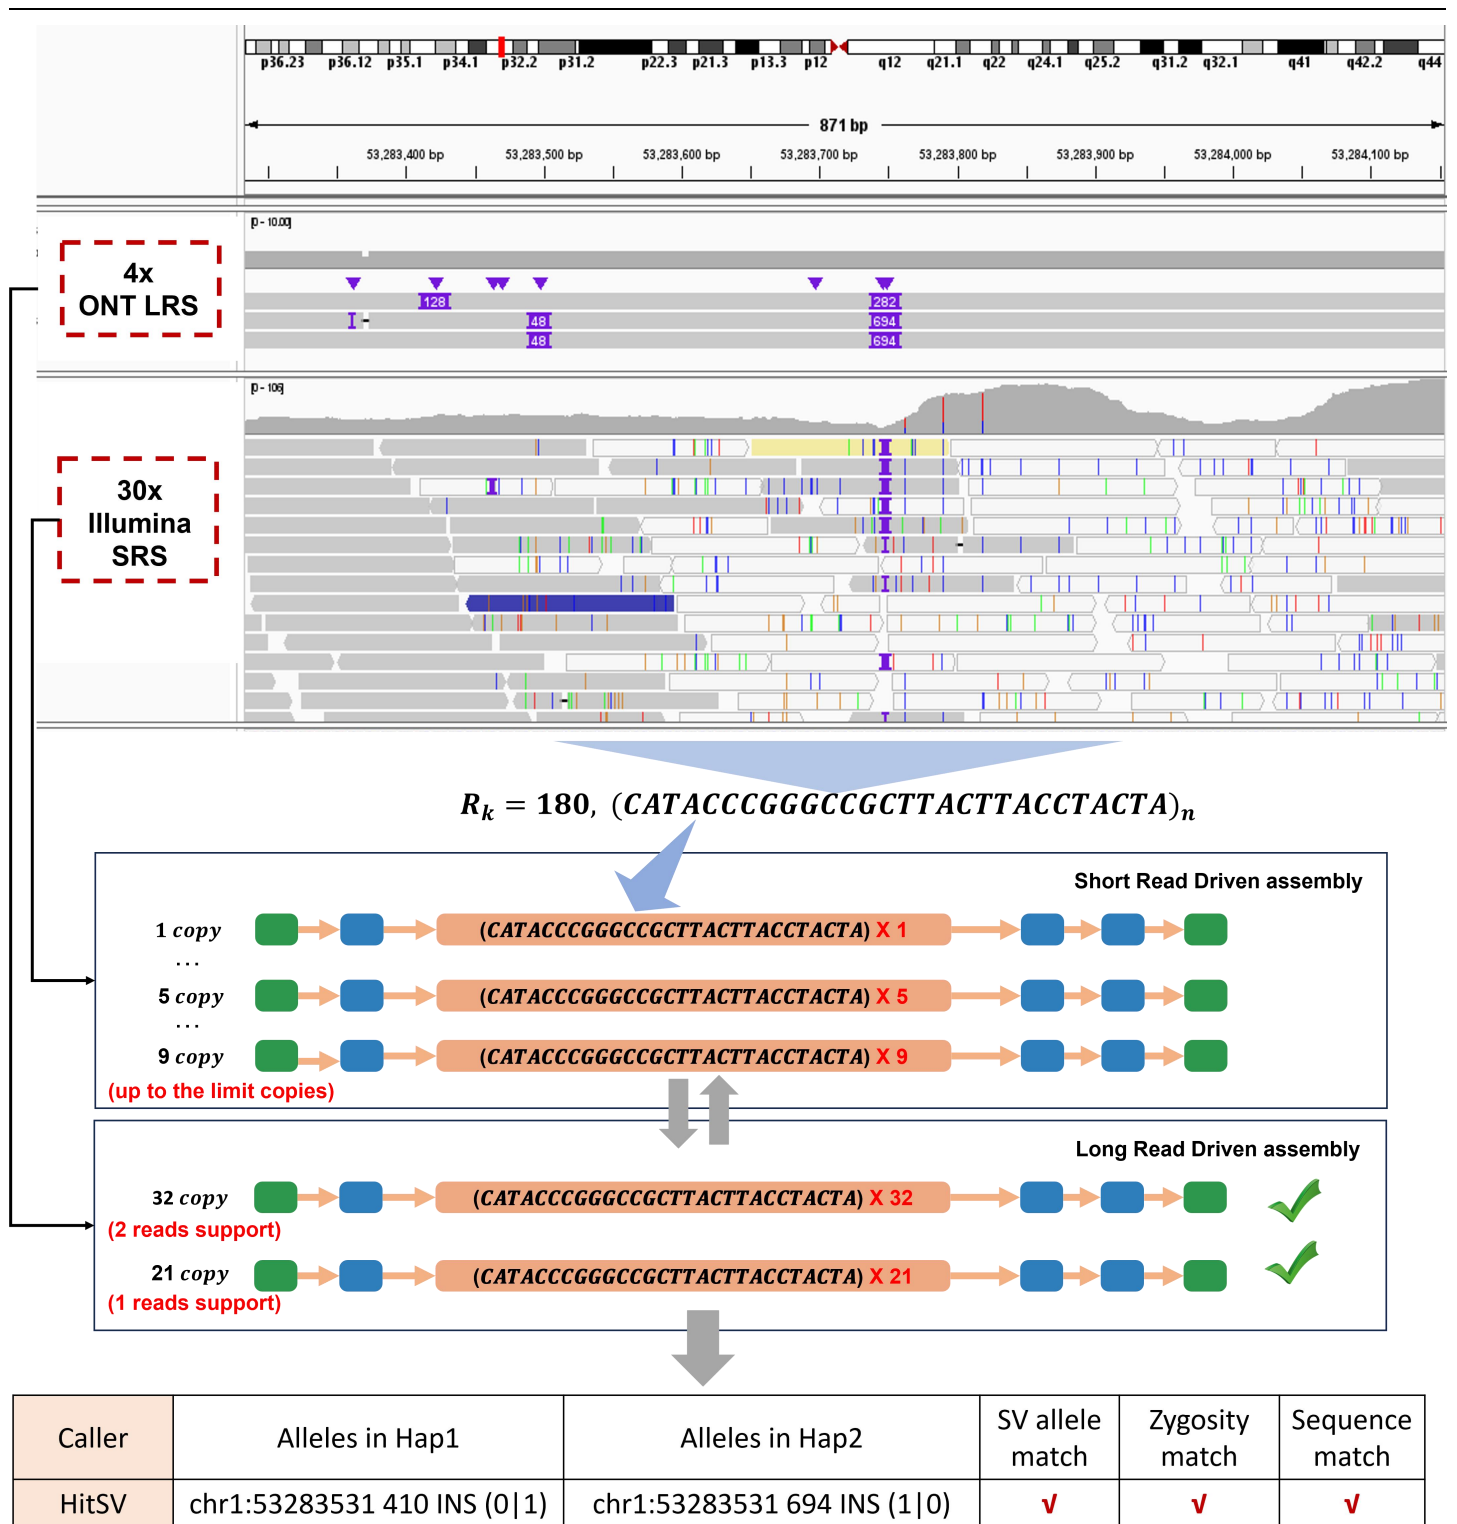 p36.23 p36.12 p35.1 p34.1 p32.2 p31.2 p22.3 p21.3 p13.3 p12 q12 q21.1 q22 q24.1 q25.2 q31.2 q32.1 q41 q42.2 q44
871 bp
53,283,400 bp 53,283,500 bp 53,283,600 bp 53,283,700 bp 53,283,800 bp 53,283,900 bp 53,284,000 bp 53,284,100 bp
[0 - 10.00]
4x
ONT LRS
128 282
48 694
48 694
[0 - 106]
30x
Illumina
SRS
R_k = 180, (CATACCCGGGCCGCTTACTTACCTACTA)_n
Short Read Driven assembly
1 copy (CATACCCGGGCCGCTTACTTACCTACTA) X 1
...
5 copy (CATACCCGGGCCGCTTACTTACCTACTA) X 5
...
9 copy (CATACCCGGGCCGCTTACTTACCTACTA) X 9
(up to the limit copies)
Long Read Driven assembly
32 copy (CATACCCGGGCCGCTTACTTACCTACTA) X 32
(2 reads support)
21 copy (CATACCCGGGCCGCTTACTTACCTACTA) X 21
(1 reads support)
Caller Alleles in Hap1 Alleles in Hap2 SV allele match Zygosity match Sequence match
HitSV chr1:53283531 410 INS (0|1) chr1:53283531 694 INS (1|0) √ √ √